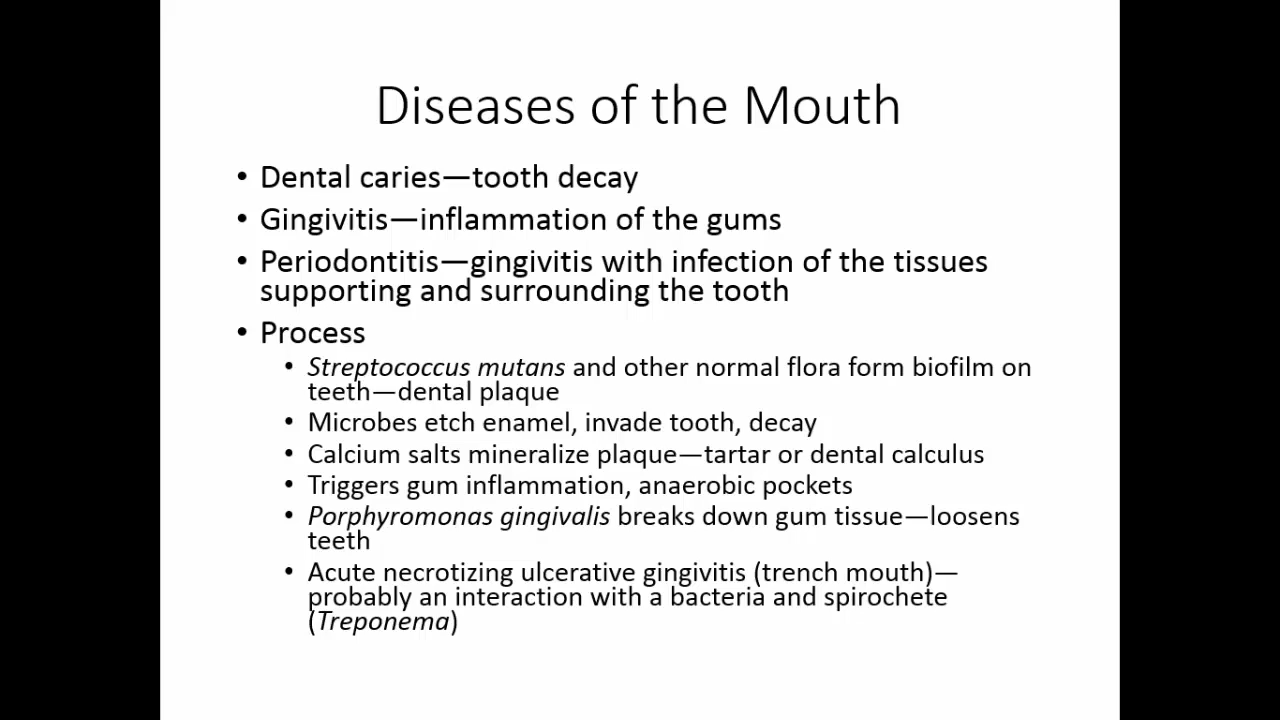 Diseases of the Mouth
• Dental caries—tooth decay
• Gingivitis—inflammation of the gums
• Periodontitis—gingivitis with infection of the tissues
supporting and surrounding the tooth
• Process
• Streptococcus mutans and other normal flora form biofilm on
teeth—dental plaque
• Microbes etch enamel, invade tooth, decay
• Calcium salts mineralize plaque—tartar or dental calculus
• Triggers gum inflammation, anaerobic pockets
• Porphyromonas gingivalis breaks down gum tissue—loosens
teeth
• Acute necrotizing ulcerative gingivitis (trench mouth)—
probably an interaction with a bacteria and spirochete
(Treponema)